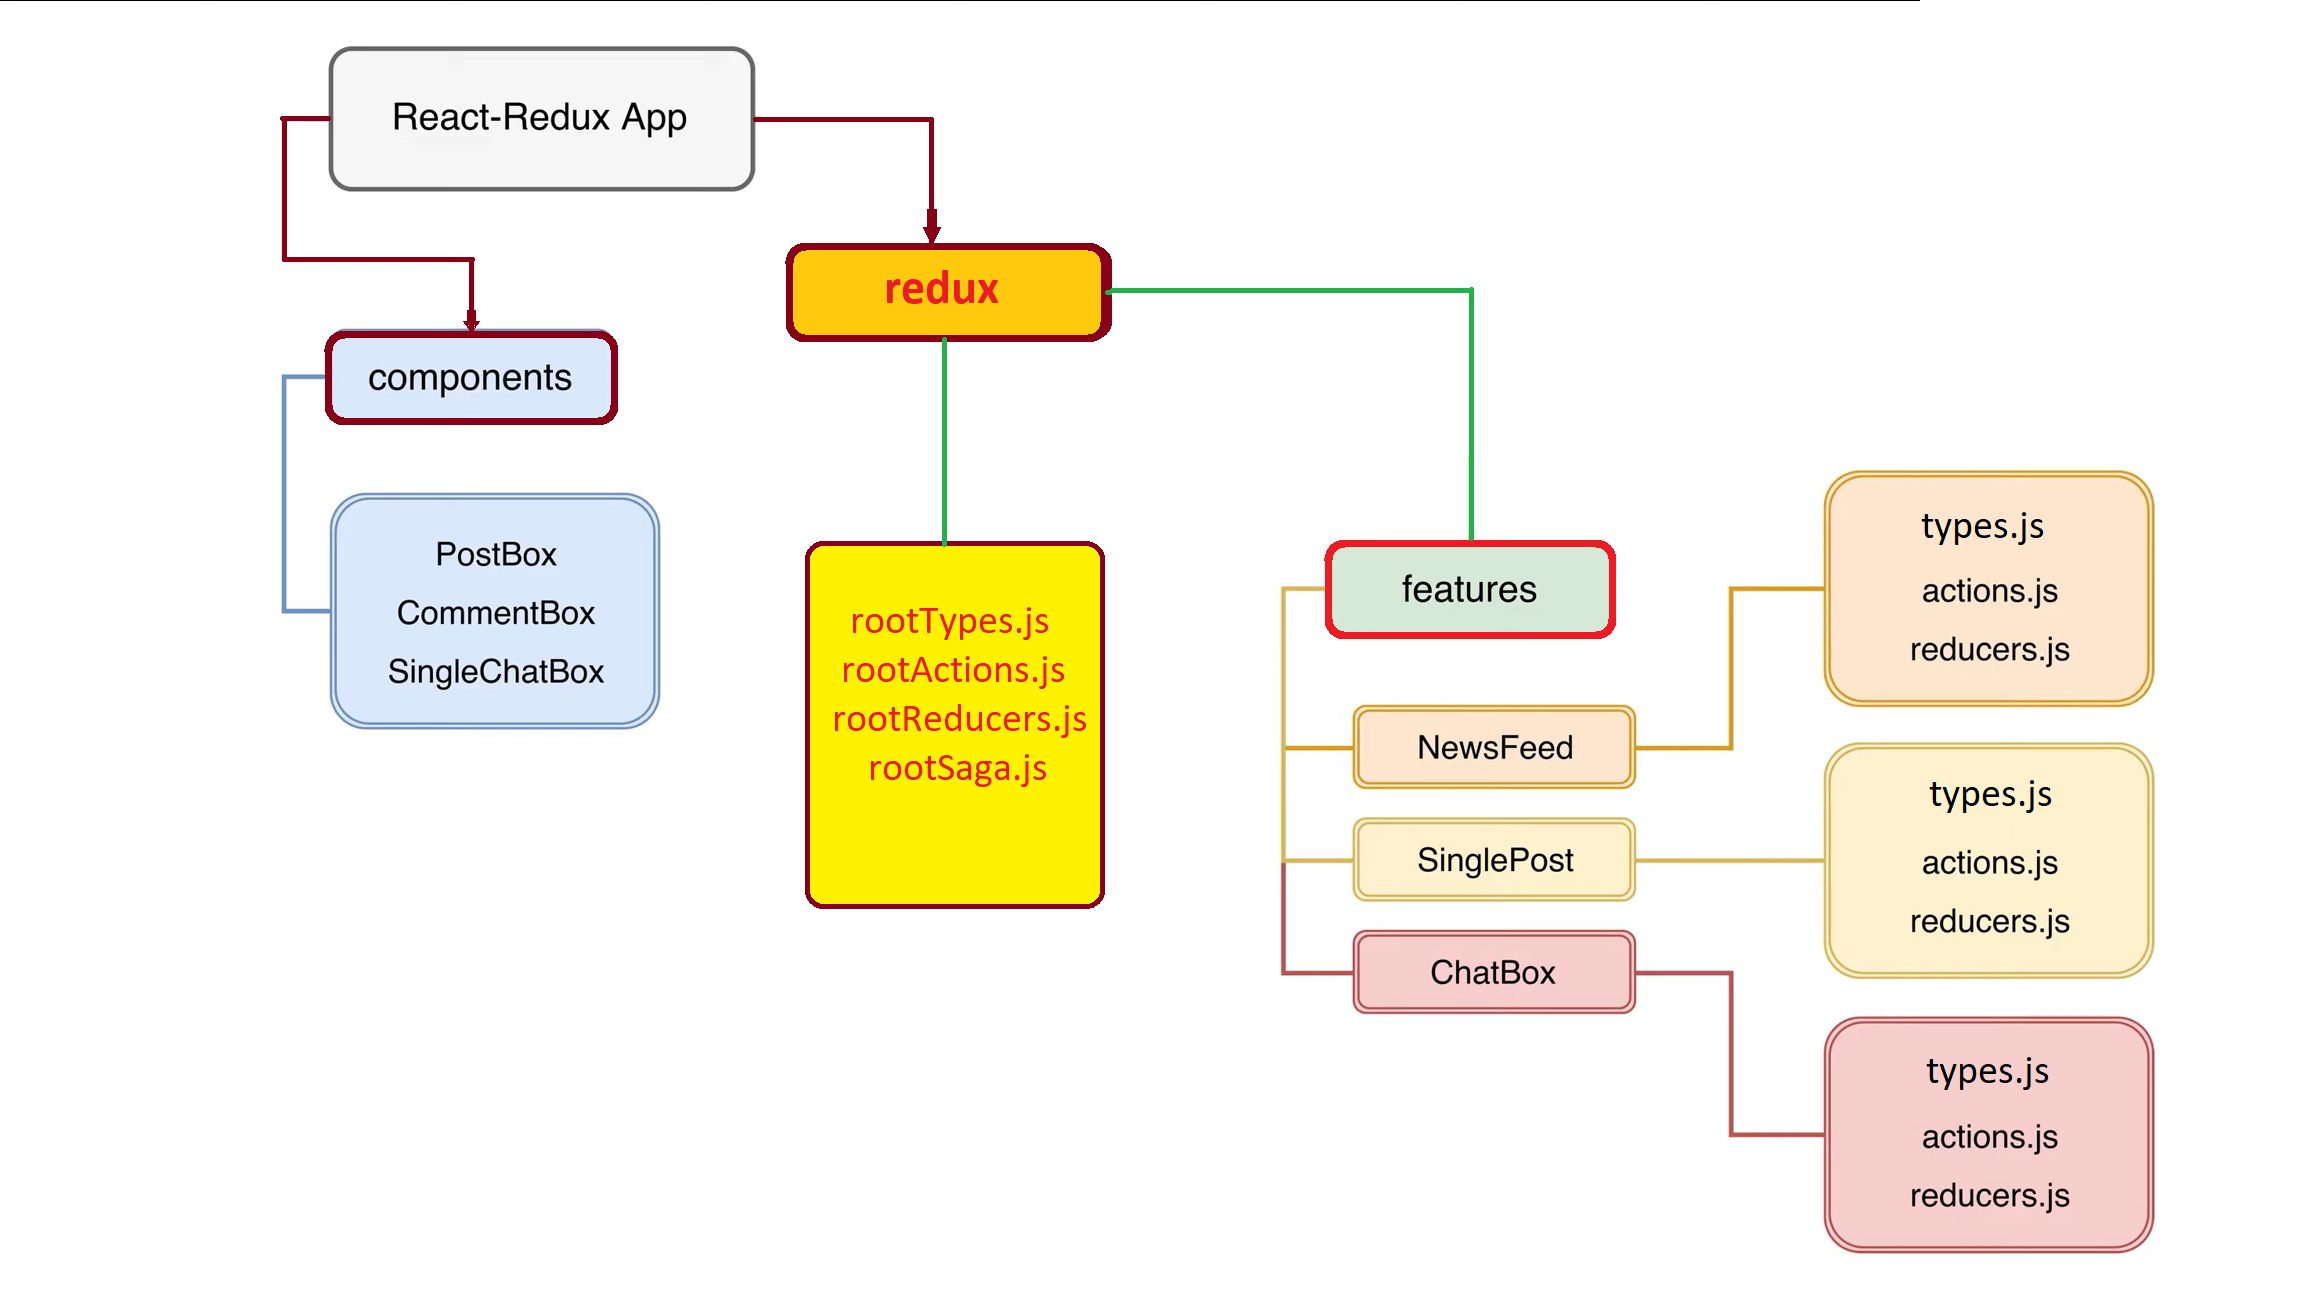 React-Redux App
redux
components
PostBox
CommentBox
SingleChatBox
rootTypes.js
rootActions.js
rootReducers.js
rootSaga.js
features
NewsFeed
SinglePost
ChatBox
types.js
actions.js
reducers.js
types.js
actions.js
reducers.js
types.js
actions.js
reducers.js